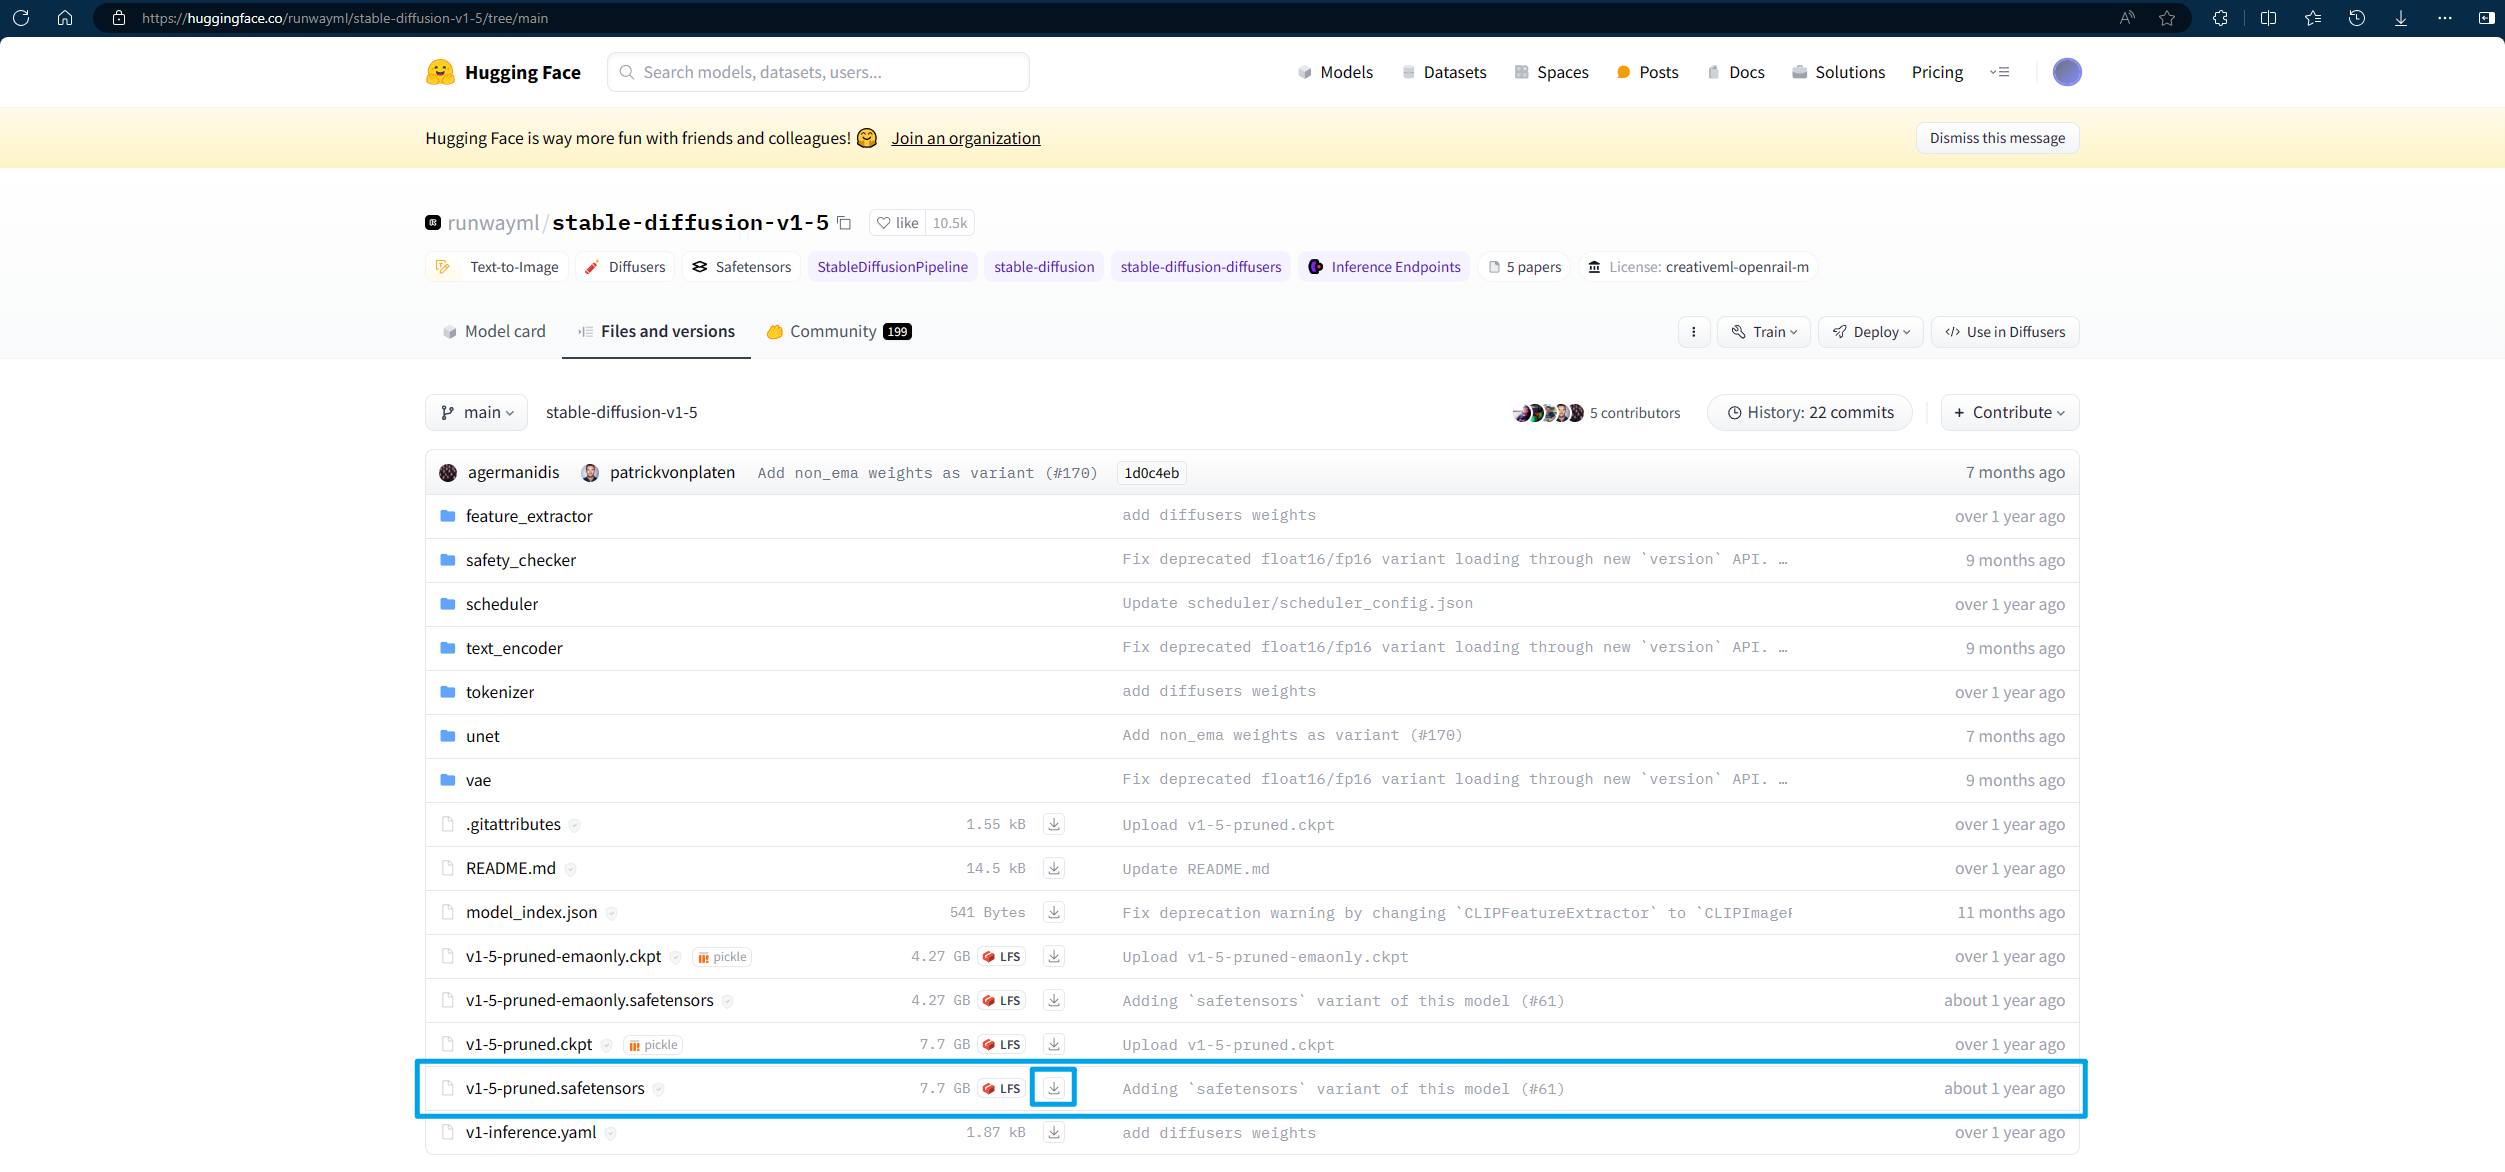 https://huggingface.co/runwayml/stable-diffusion-v1-5/tree/main
Hugging Face Search models, datasets, users... Models Datasets Spaces Posts Docs Solutions Pricing
Hugging Face is way more fun with friends and colleagues! 🤗 Join an organization Dismiss this message
runwayml/stable-diffusion-v1-5 like 10.5k
Text-to-Image Diffusers Safetensors StableDiffusionPipeline stable-diffusion stable-diffusion-diffusers Inference Endpoints 5 papers License: creativeml-openrail-m
Model card Files and versions Community 199 Train Deploy Use in Diffusers
main stable-diffusion-v1-5 5 contributors History: 22 commits + Contribute
agermanidis patrickvonplaten Add non_ema weights as variant (#170) 1d0c4eb 7 months ago
feature_extractor add diffusers weights over 1 year ago
safety_checker Fix deprecated float16/fp16 variant loading through new `version` API. … 9 months ago
scheduler Update scheduler/scheduler_config.json over 1 year ago
text_encoder Fix deprecated float16/fp16 variant loading through new `version` API. … 9 months ago
tokenizer add diffusers weights over 1 year ago
unet Add non_ema weights as variant (#170) 7 months ago
vae Fix deprecated float16/fp16 variant loading through new `version` API. … 9 months ago
.gitattributes 1.55 kB Upload v1-5-pruned.ckpt over 1 year ago
README.md 14.5 kB Update README.md over 1 year ago
model_index.json 541 Bytes Fix deprecation warning by changing `CLIPFeatureExtractor` to `CLIPImageF 11 months ago
v1-5-pruned-emaonly.ckpt pickle 4.27 GB LFS Upload v1-5-pruned-emaonly.ckpt over 1 year ago
v1-5-pruned-emaonly.safetensors 4.27 GB LFS Adding `safetensors` variant of this model (#61) about 1 year ago
v1-5-pruned.ckpt pickle 7.7 GB LFS Upload v1-5-pruned.ckpt over 1 year ago
v1-5-pruned.safetensors 7.7 GB LFS Adding `safetensors` variant of this model (#61) about 1 year ago
v1-inference.yaml 1.87 kB add diffusers weights over 1 year ago